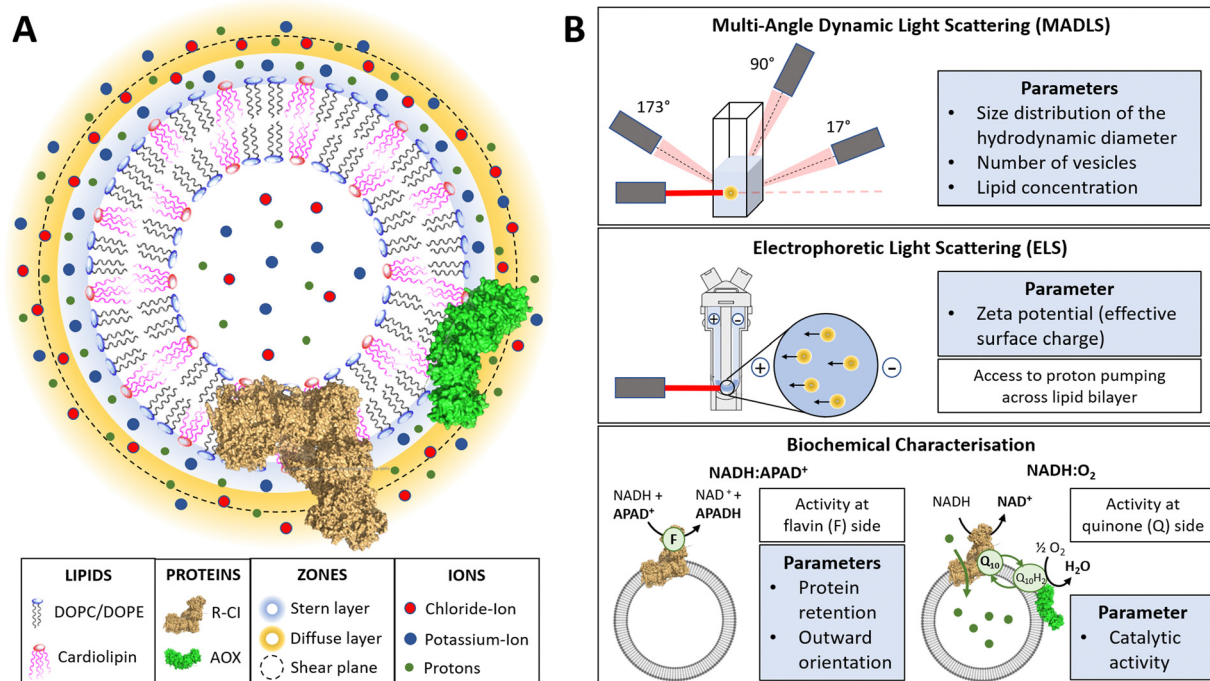 A
LIPIDS
DOPC/DOPE
Cardiolipin
PROTEINS
R-CI
AOX
ZONES
Stern layer
Diffuse layer
Shear plane
IONS
Chloride-Ion
Potassium-Ion
Protons
B
Multi-Angle Dynamic Light Scattering (MADLS)
90°
173°
17°
Parameters
• Size distribution of the
hydrodynamic diameter
• Number of vesicles
• Lipid concentration
Electrophoretic Light Scattering (ELS)
+ -
+ -
Parameter
• Zeta potential (effective
surface charge)
Access to proton pumping
across lipid bilayer
Biochemical Characterisation
NADH:APAD⁺
NADH +
APAD⁺
NAD⁺ +
APADH
F
Activity at
flavin (F) side
Parameters
• Protein
retention
• Outward
orientation
NADH:O₂
NADH
NAD⁺
Q₁₀
Q₁₀H₂
½ O₂
H₂O
Activity at
quinone (Q) side
Parameter
• Catalytic
activity